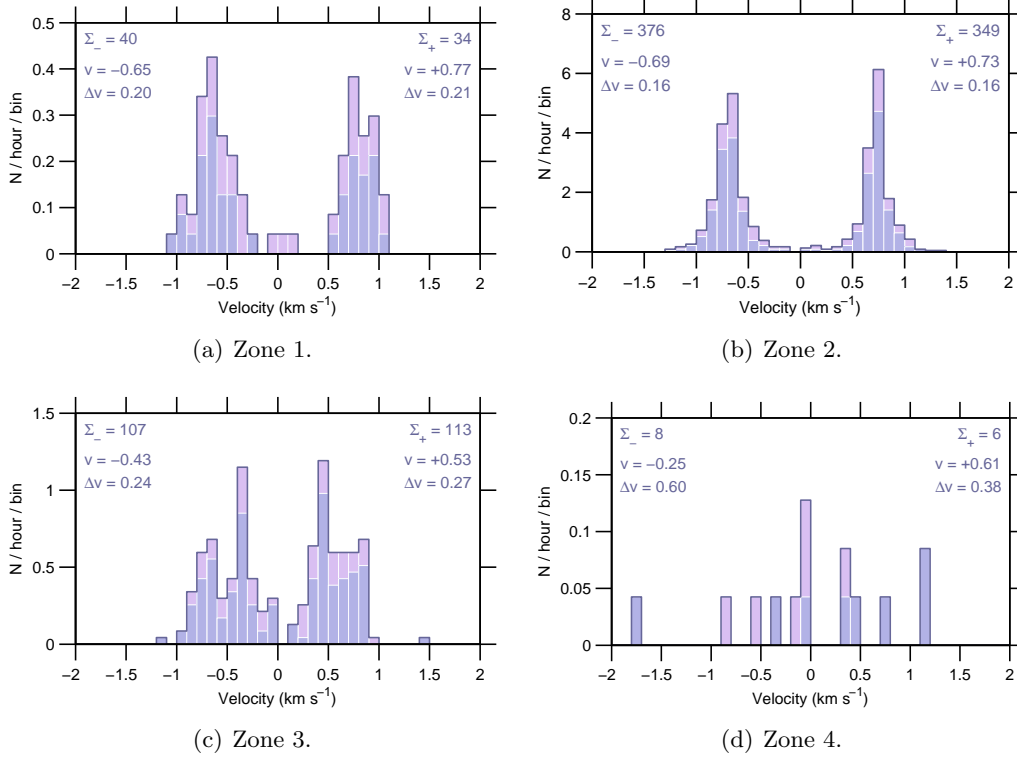 0.5
0.4
0.3
0.2
0.1
0
N / hour / bin
Σ− = 40
v = −0.65
Δv = 0.20
Σ+ = 34
v = +0.77
Δv = 0.21
−2 −1.5 −1 −0.5 0 0.5 1 1.5 2
Velocity (km s−1)
(a) Zone 1.
8
6
4
2
0
N / hour / bin
Σ− = 376
v = −0.69
Δv = 0.16
Σ+ = 349
v = +0.73
Δv = 0.16
−2 −1.5 −1 −0.5 0 0.5 1 1.5 2
Velocity (km s−1)
(b) Zone 2.
1.5
1
0.5
0
N / hour / bin
Σ− = 107
v = −0.43
Δv = 0.24
Σ+ = 113
v = +0.53
Δv = 0.27
−2 −1.5 −1 −0.5 0 0.5 1 1.5 2
Velocity (km s−1)
(c) Zone 3.
0.2
0.15
0.1
0.05
0
N / hour / bin
Σ− = 8
v = −0.25
Δv = 0.60
Σ+ = 6
v = +0.61
Δv = 0.38
−2 −1.5 −1 −0.5 0 0.5 1 1.5 2
Velocity (km s−1)
(d) Zone 4.